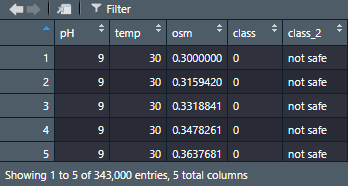 Filter
pH temp osm class class_2
1 9 30 0.3000000 0 not safe
2 9 30 0.3159420 0 not safe
3 9 30 0.3318841 0 not safe
4 9 30 0.3478261 0 not safe
5 9 30 0.3637681 0 not safe
Showing 1 to 5 of 343,000 entries, 5 total columns